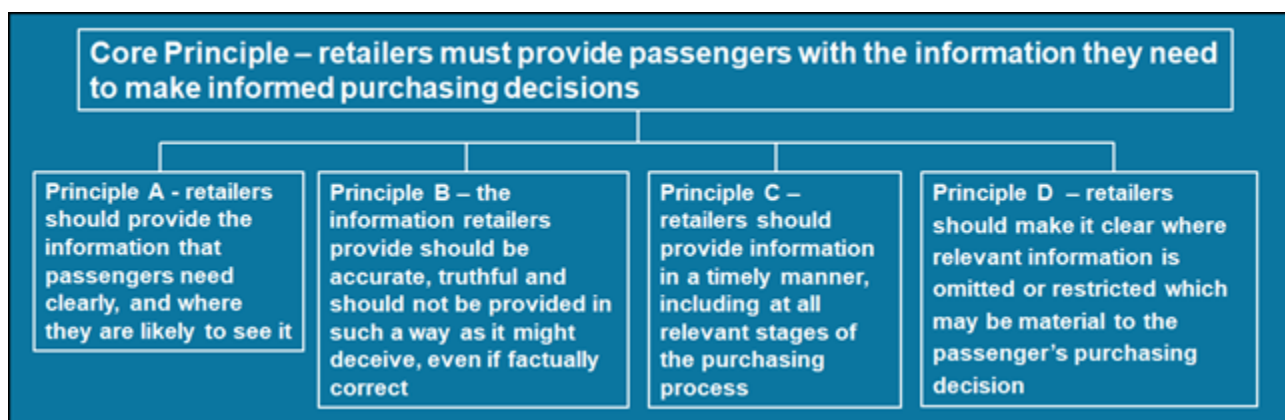 Core Principle – retailers must provide passengers with the information they need
to make informed purchasing decisions
Principle A - retailers
should provide the
information that
passengers need
clearly, and where
they are likely to see it
Principle B – the
information retailers
provide should be
accurate, truthful and
should not be provided in
such a way as it might
deceive, even if factually
correct
Principle C –
retailers should
provide information
in a timely manner,
including at all
relevant stages of
the purchasing
process
Principle D – retailers
should make it clear where
relevant information is
omitted or restricted which
may be material to the
passenger's purchasing
decision